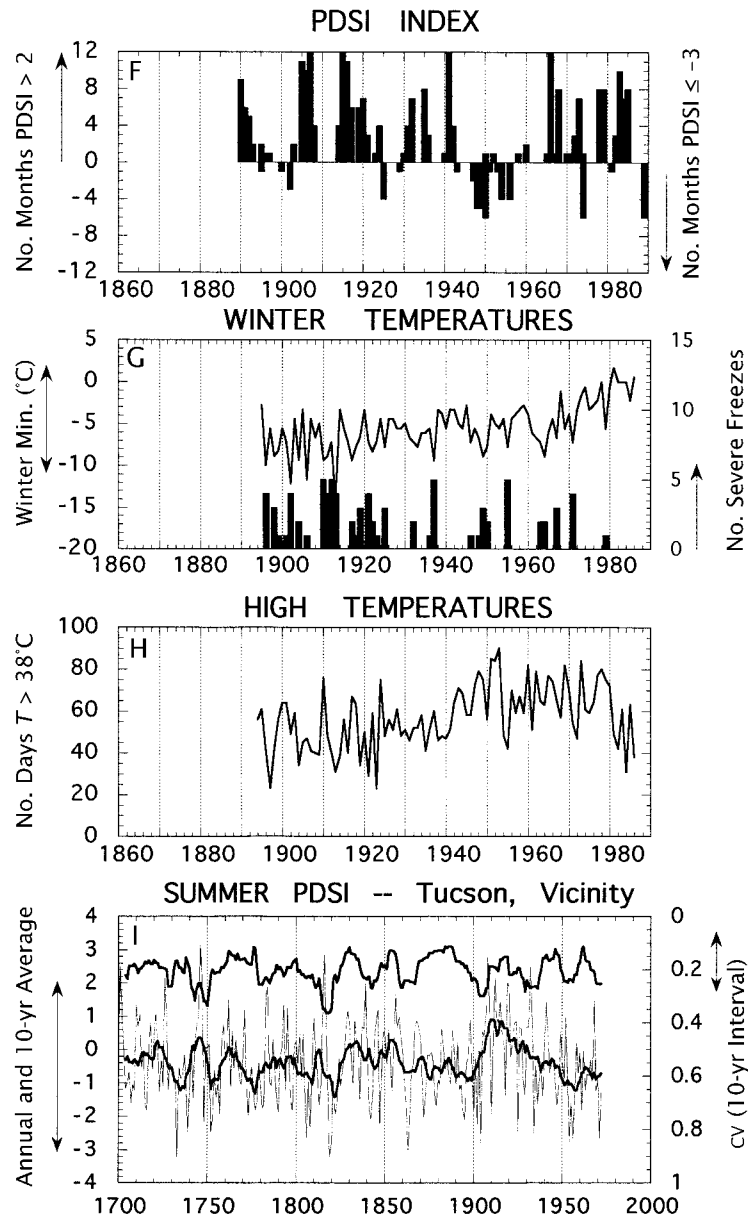 PDSI INDEX
No. Months PDSI > 2
F
12
8
4
0
-4
-8
-12
No. Months PDSI ≤ -3
1860 1880 1900 1920 1940 1960 1980
WINTER TEMPERATURES
Winter Min. (°C)
G
5
0
-5
-10
-15
-20
15
10
5
0
No. Severe Freezes
1860 1880 1900 1920 1940 1960 1980
HIGH TEMPERATURES
No. Days T > 38°C
H
100
80
60
40
20
0
1860 1880 1900 1920 1940 1960 1980
SUMMER PDSI -- Tucson, Vicinity
Annual and 10-yr Average
I
4
3
2
1
0
-1
-2
-3
-4
0
0.2
0.4
0.6
0.8
1
CV (10-yr Interval)
1700 1750 1800 1850 1900 1950 2000